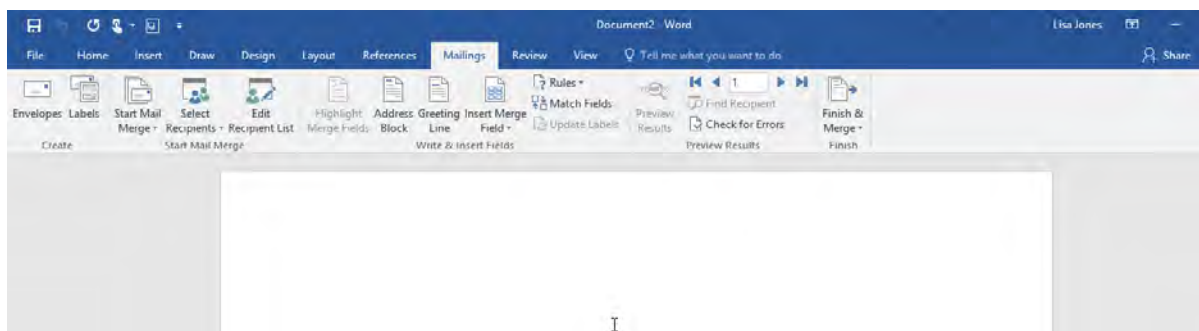 Document2 - Word
Lisa Jones
File Home Insert Draw Design Layout References Mailings Review View Tell me what you want to do Share
Envelopes Labels Start Mail Merge Select Recipients Edit Recipient List Highlight Merge Fields Address Block Greeting Line Insert Merge Field Rules Match Fields Update Labels Preview Results 1 Find Recipient Check for Errors Finish & Merge
Create Start Mail Merge Write & Insert Fields Preview Results Finish